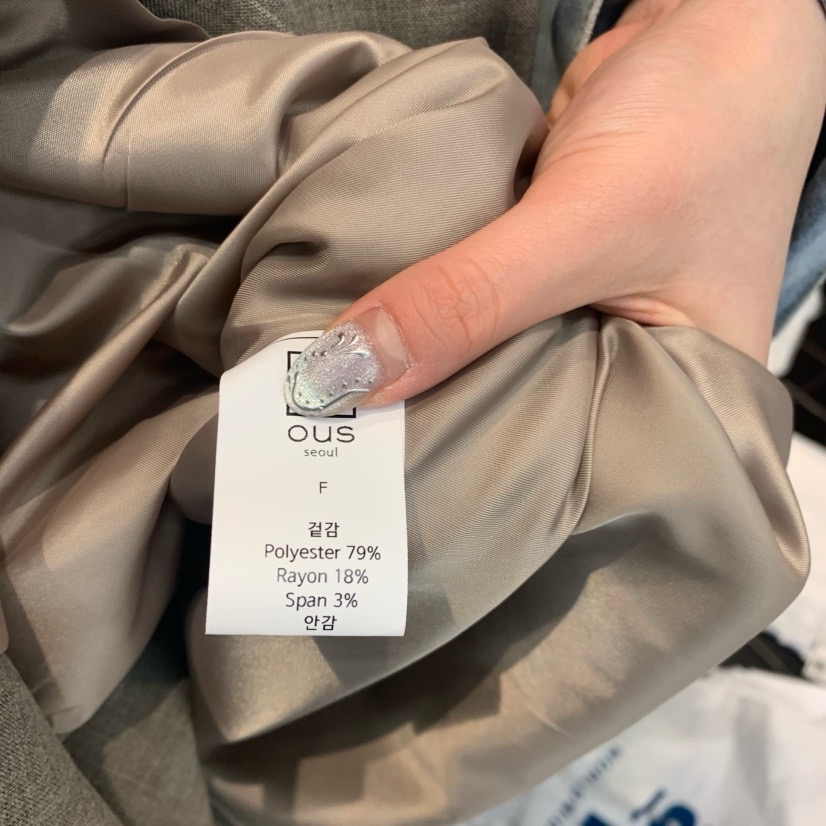 ous
seoul
F
겉감
Polyester 79%
Rayon 18%
Span 3%
안감